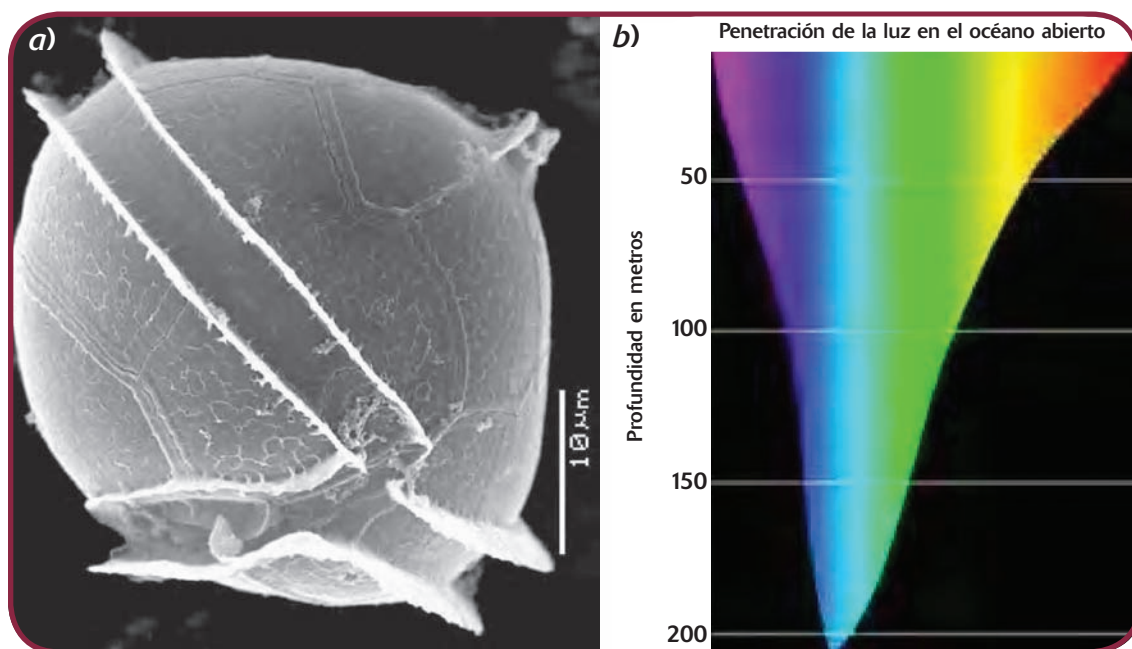 a)
10 µm
b)
Penetración de la luz en el océano abierto
Profundidad en metros
50
100
150
200